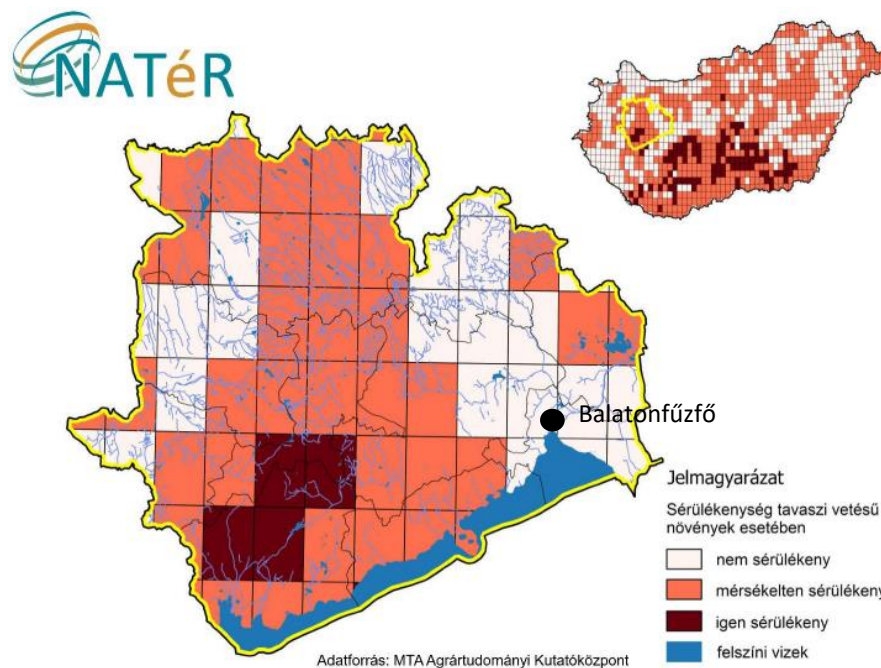 NATéR
Balatonfűzfő
Jelmagyarázat
Sérülékenység tavaszi vetésű
növények esetében
nem sérülékeny
mérsékelten sérülékeny
igen sérülékeny
felszíni vizek
Adatforrás: MTA Agrártudományi Kutatóközpont